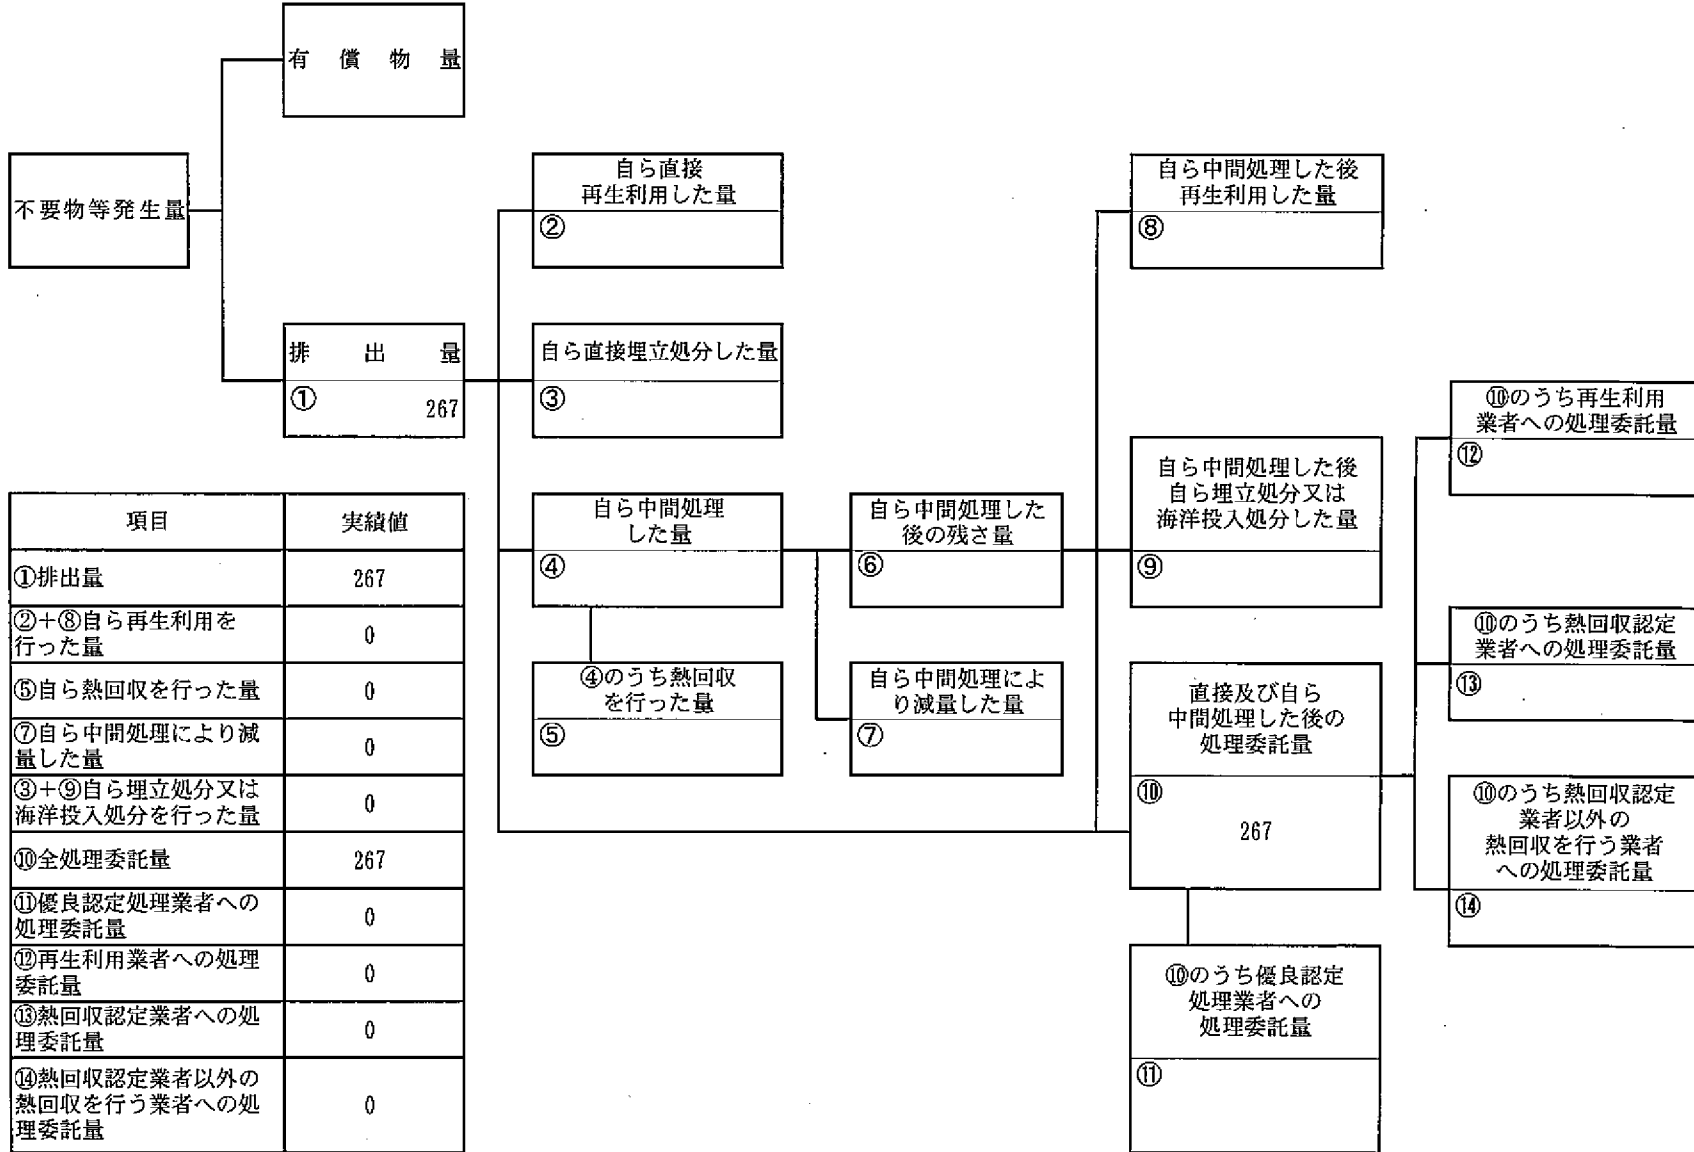 有償物量
不要物等発生量
排出量
①
267
自ら直接
再生利用した量
②
自ら直接埋立処分した量
③
自ら中間処理
した量
④
④のうち熱回収
を行った量
⑤
自ら中間処理した
後の残さ量
⑥
自ら中間処理によ
り減量した量
⑦
自ら中間処理した後
再生利用した量
⑧
自ら中間処理した後
自ら埋立処分又は
海洋投入処分した量
⑨
直接及び自ら
中間処理した後の
処理委託量
⑩
267
⑩のうち優良認定
処理業者への
処理委託量
⑪
⑩のうち再生利用
業者への処理委託量
⑫
⑩のうち熱回収認定
業者への処理委託量
⑬
⑩のうち熱回収認定
業者以外の
熱回収を行う業者
への処理委託量
⑭
項目 実績値
①排出量 267
②+⑧自ら再生利用を
行った量 0
⑤自ら熱回収を行った量 0
⑦自ら中間処理により減
量した量 0
③+⑨自ら埋立処分又は
海洋投入処分を行った量 0
⑩全処理委託量 267
⑪優良認定処理業者への
処理委託量 0
⑫再生利用業者への処理
委託量 0
⑬熱回収認定業者への処
理委託量 0
⑭熱回収認定業者以外の
熱回収を行う業者への処
理委託量 0